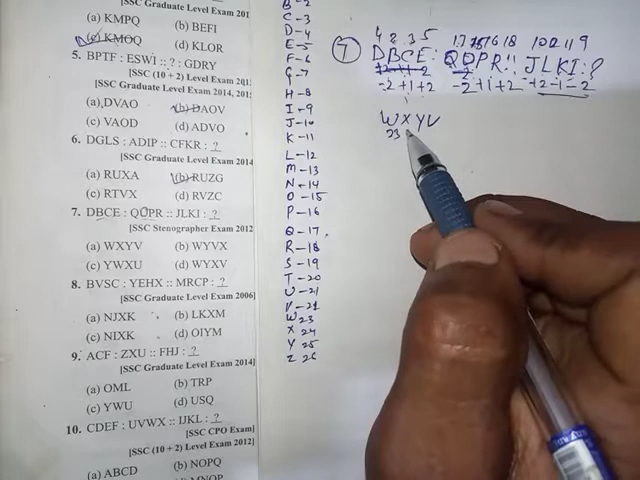 [SSC Graduate Level Exam 201
(a) KMPQ (b) BEFI
(c) KMOQ (d) KLOR
5. BPTF : ESWI :: ? : GDRY
[SSC (10 + 2) Level Exam 201
[SSC Graduate Level Exam 2014, 201
(a) DVAO (b) DAOV
(c) VAOD (d) ADVO
6. DGLS : ADIP :: CFKR : ?
[SSC Graduate Level Exam 2014
(a) RUXA (b) RUZG
(c) RTVX (d) RVZC
7. DBCE : QOPR :: JLKI : ?
[SSC Stenographer Exam 2012
(a) WXYV (b) WYVX
(c) YWXU (d) WYXV
8. BVSC : YEHX :: MRCP : ?
[SSC Graduate Level Exam 2006]
(a) NJXK (b) LKXM
(c) NIXK (d) OIYM
9. ACF : ZXU :: FHJ : ?
[SSC Graduate Level Exam 2014]
(a) OML (b) TRP
(c) YWU (d) USQ
10. CDEF : UVWX :: IJKL : ?
[SSC CPO Exam]
[SSC (10 + 2) Level Exam 2012]
(a) ABCD (b) NOPQ
B-2
C-3
D-4
E-5
F-6
G-7
H-8
I-9
J-10
K-11
L-12
M-13
N-14
O-15
P-16
Q-17
R-18
S-19
T-20
U-21
W 23
X 24
Y 25
Z 26
4 2 3 5
10 12 11 9
7 DBCE : QOPR :: JLKI : ?
-2+1+2 -2+1+2 +2-1-2
WXYV
23